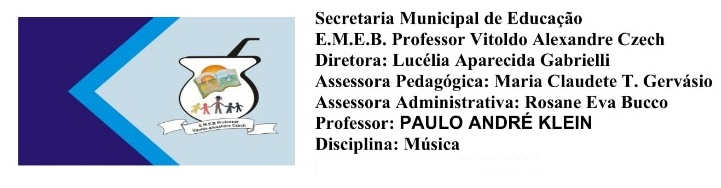 E.M.E.B Professor
Vitoldo Alexandre Czech
Secretaria Municipal de Educação
E.M.E.B. Professor Vitoldo Alexandre Czech
Diretora: Lucélia Aparecida Gabrielli
Assessora Pedagógica: Maria Claudete T. Gervásio
Assessora Administrativa: Rosane Eva Bucco
Professor: PAULO ANDRÉ KLEIN
Disciplina: Música